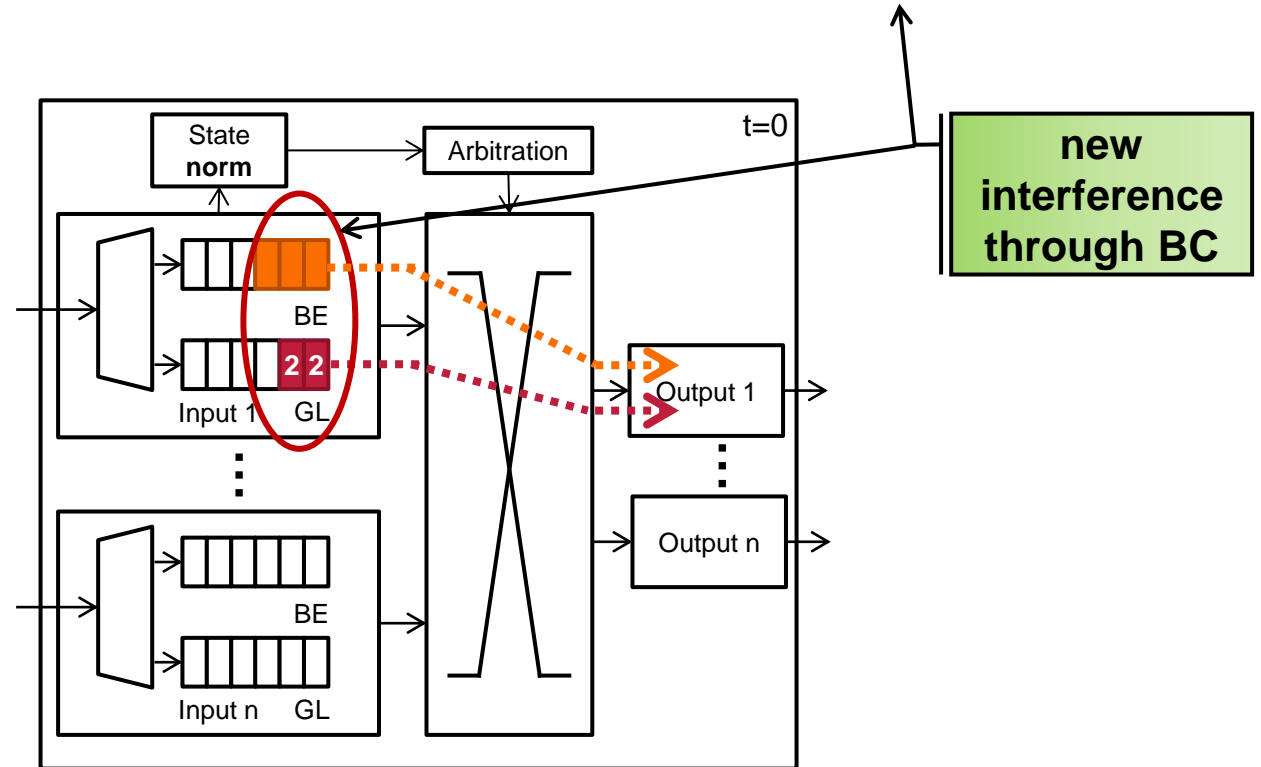 t=0
State
norm
Arbitration
new
interference
through BC
BE
2 2
Input 1 GL
Output 1
Output n
BE
Input n GL